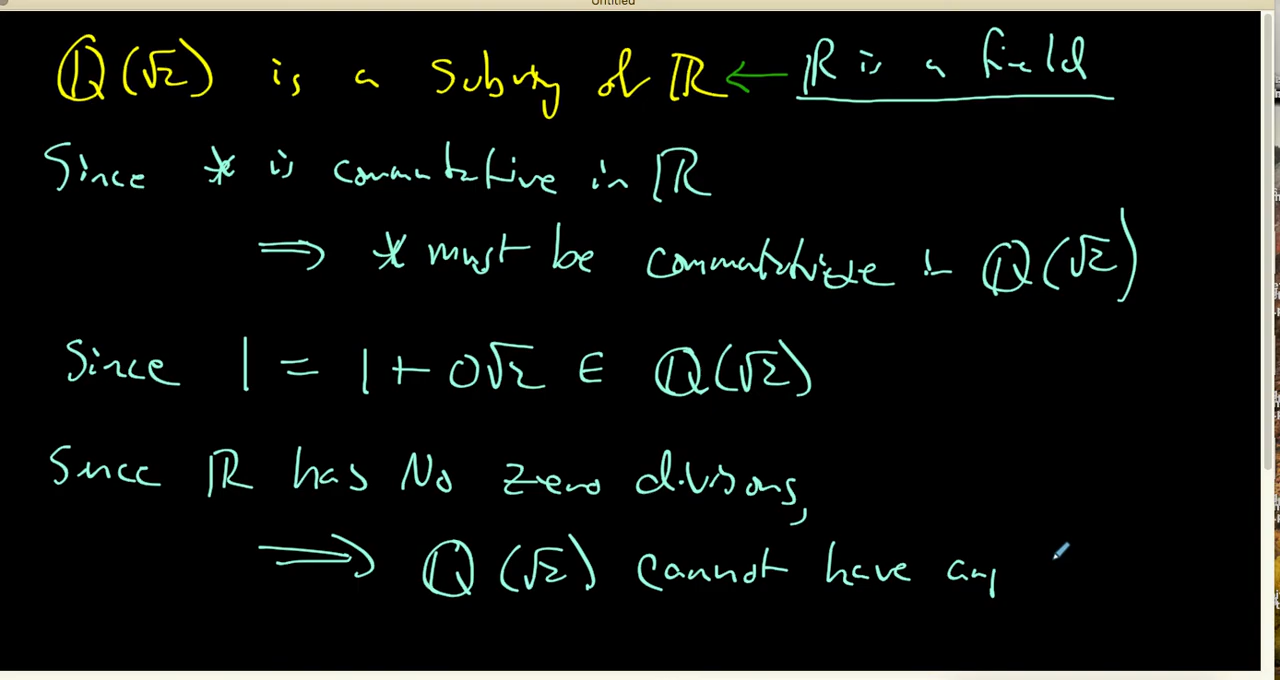 Untitled
ℚ(√2) is a subring of ℝ ← ℝ is a field
Since * is commutative in ℝ
⟹ * must be commutative in ℚ(√2)
Since 1 = 1 + 0√2 ∈ ℚ(√2)
Since ℝ has No zero divisors,
⟹ ℚ(√2) cannot have any